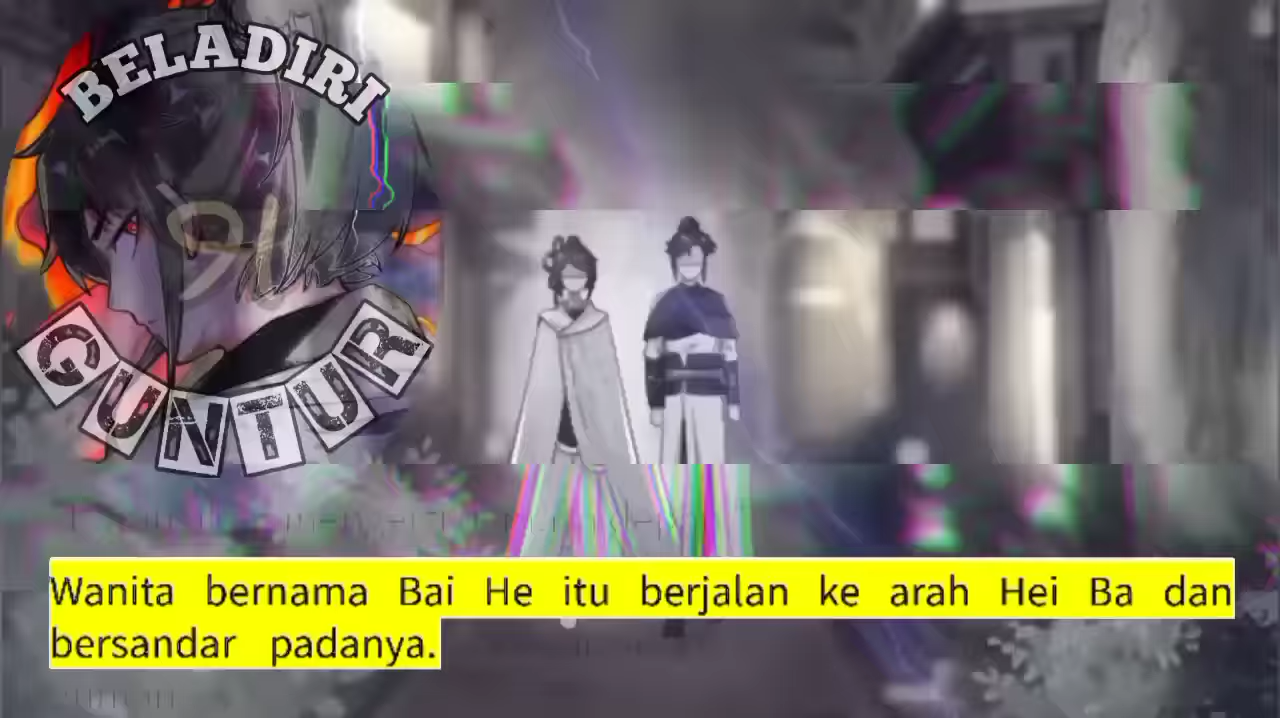 BELADIRI
GUNTUR
Wanita bernama Bai He itu berjalan ke arah Hei Ba dan
bersandar padanya.